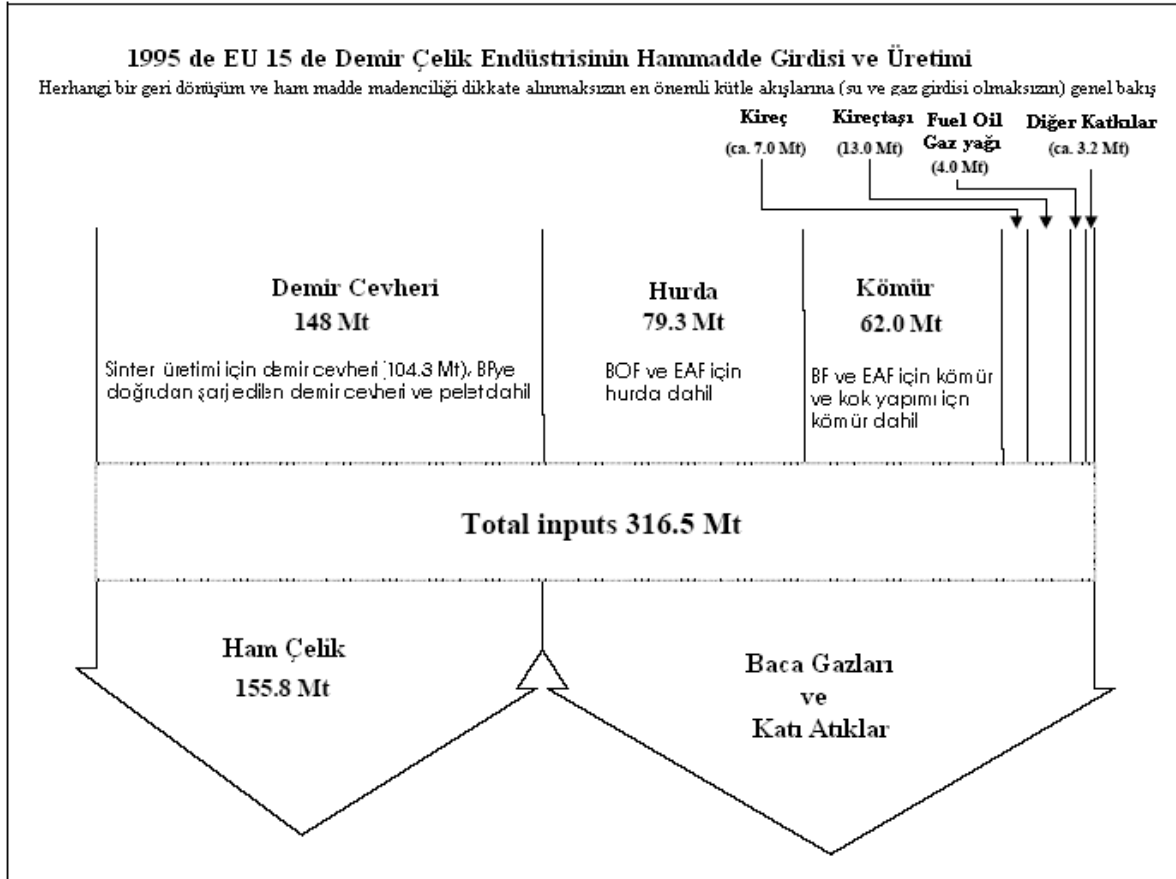 1995 de EU 15 de Demir Çelik Endüstrisinin Hammadde Girdisi ve Üretimi
Herhangi bir geri dönüşüm ve ham madde madenciliği dikkate alınmaksızın en önemli kütle akışlarına (su ve gaz girdisi olmaksızın) genel bakış
Kireç
(ca. 7.0 Mt)
Kireçtaşı
(13.0 Mt)
Fuel Oil
Gaz yağı
(4.0 Mt)
Diğer Katkılar
(ca. 3.2 Mt)
Demir Cevheri
148 Mt
Sinter üretimi için demir cevheri (104.3 Mt), BFye
doğrudan şarj edilen demir cevheri ve pelet dahil
Hurda
79.3 Mt
BOF ve EAF için
hurda dahil
Kömür
62.0 Mt
BF ve EAF için kömür
ve kok yapımı içn
kömür dahil
Total inputs 316.5 Mt
Ham Çelik
155.8 Mt
Baca Gazları
ve
Katı Atıklar